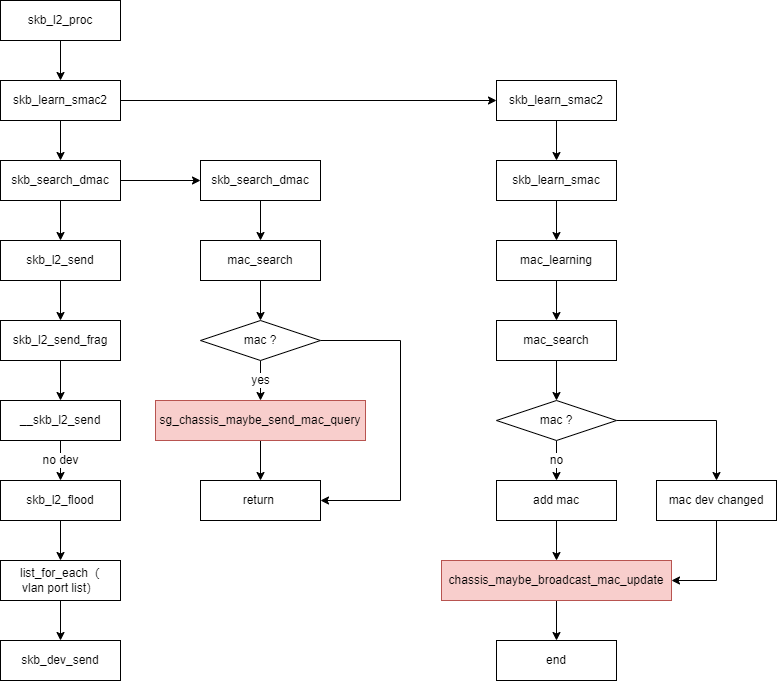 skb_l2_proc
skb_learn_smac2
skb_search_dmac
skb_l2_send
skb_l2_send_frag
__skb_l2_send
no dev
skb_l2_flood
list_for_each（
vlan port list）
skb_dev_send
skb_search_dmac
mac_search
mac ?
yes
sg_chassis_maybe_send_mac_query
return
skb_learn_smac2
skb_learn_smac
mac_learning
mac_search
mac ?
no
add mac
mac dev changed
chassis_maybe_broadcast_mac_update
end